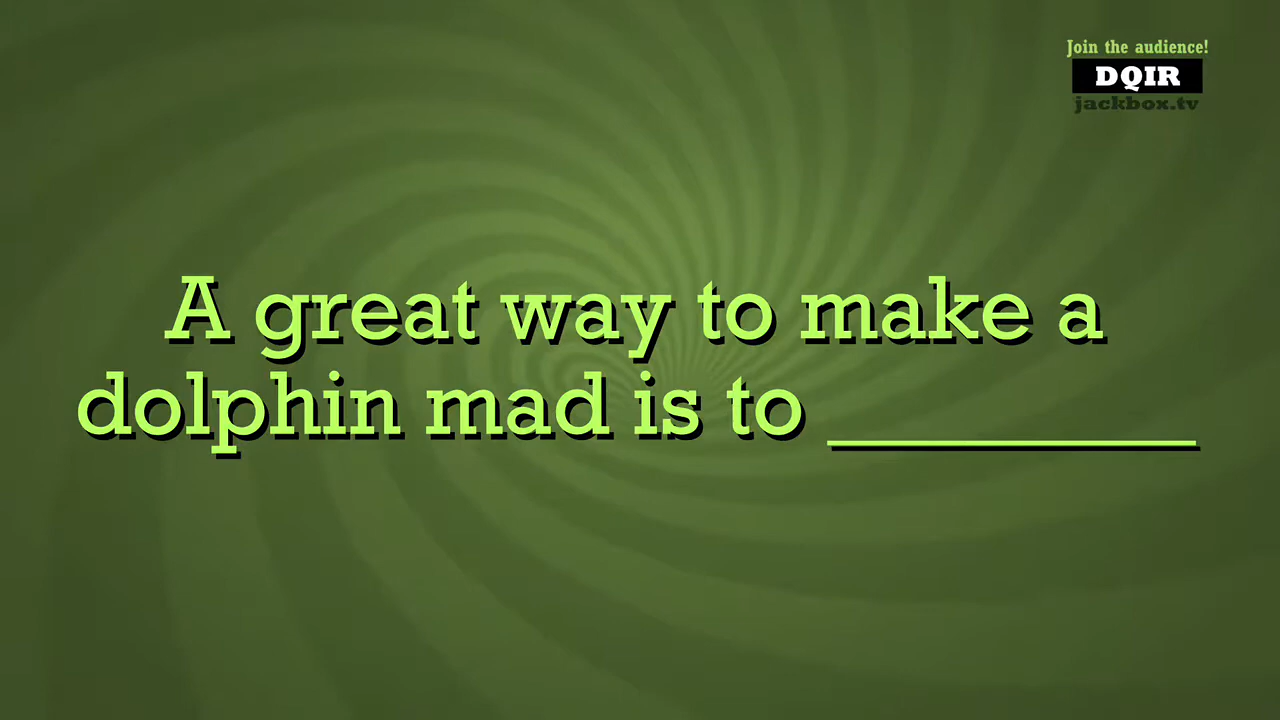 Join the audience!
DQIR
jackbox.tv
A great way to make a
dolphin mad is to ________